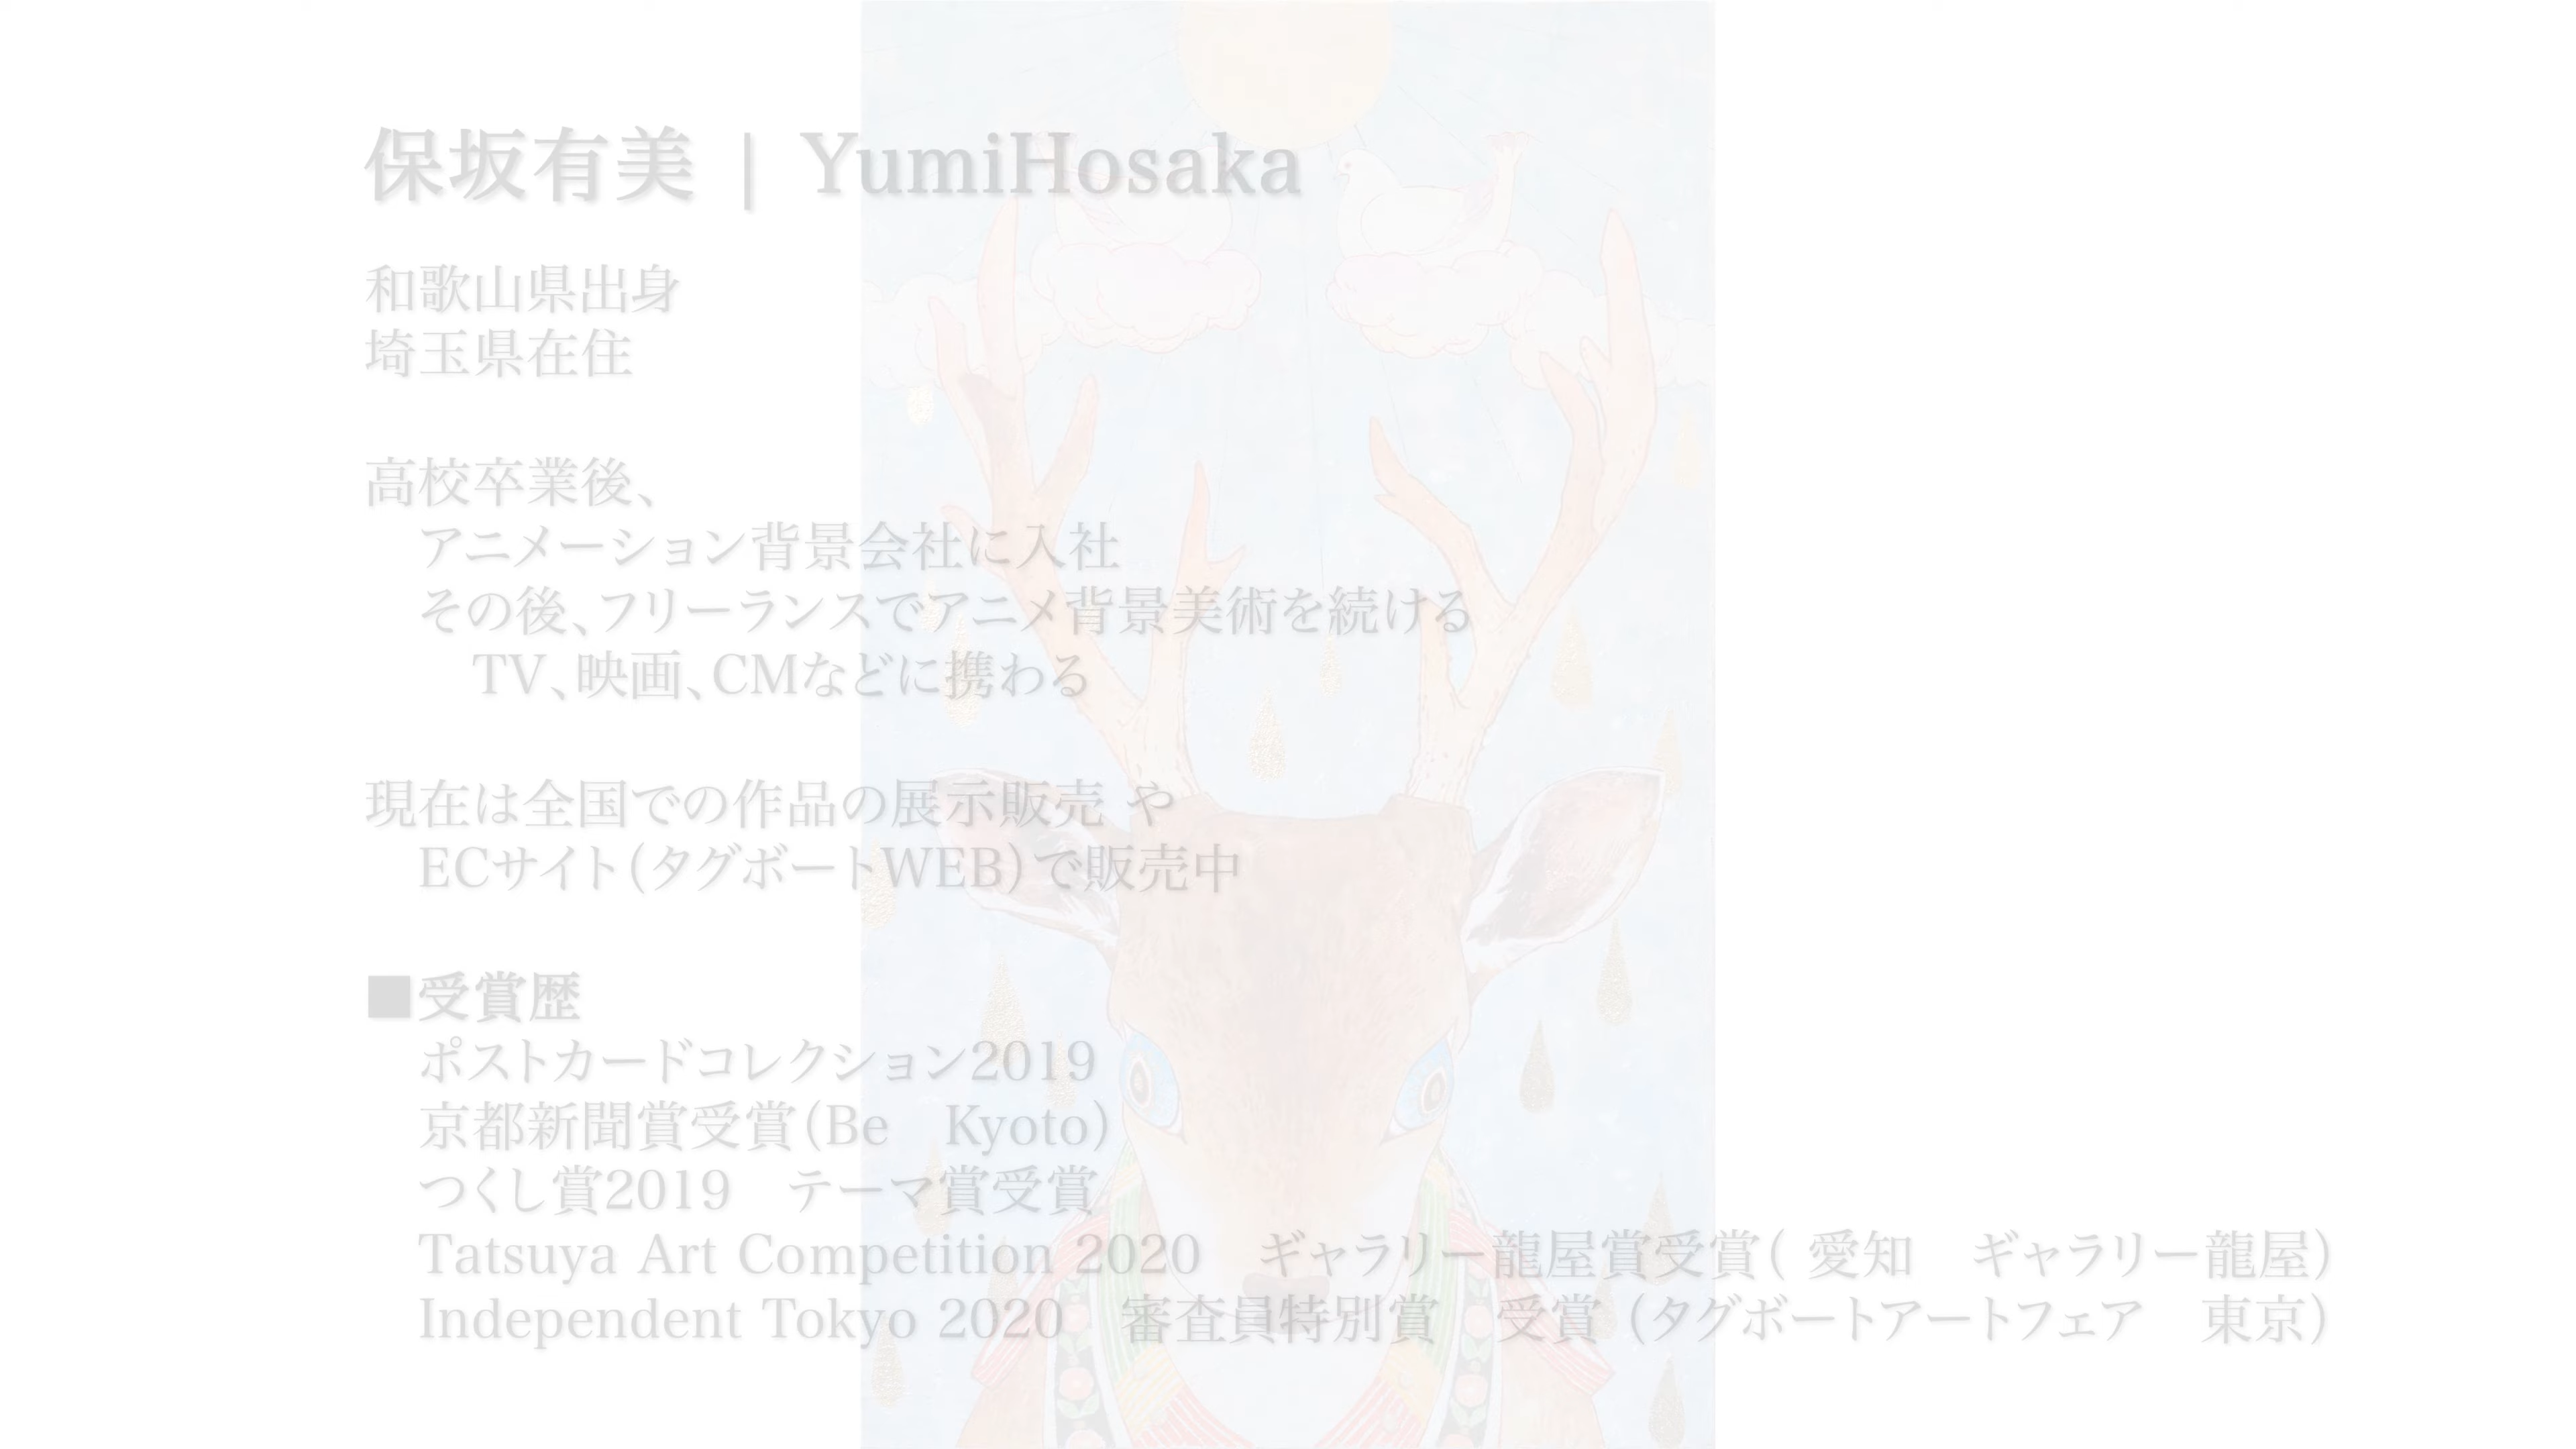 保坂有美 | YumiHosaka
和歌山県出身
埼玉県在住
高校卒業後、
アニメーション背景会社に入社
その後、フリーランスでアニメ背景美術を続ける
TV、映画、CMなどに携わる
現在は全国での作品の展示販売 や
ECサイト（タグボートWEB）で販売中
■受賞歴
ポストカードコレクション2019
京都新聞賞受賞（Be　Kyoto）
つくし賞2019　テーマ賞受賞
Tatsuya Art Competition 2020　ギャラリー龍屋賞受賞（ 愛知　ギャラリー龍屋）
Independent Tokyo 2020　審査員特別賞　受賞 （タグボートアートフェア　東京）